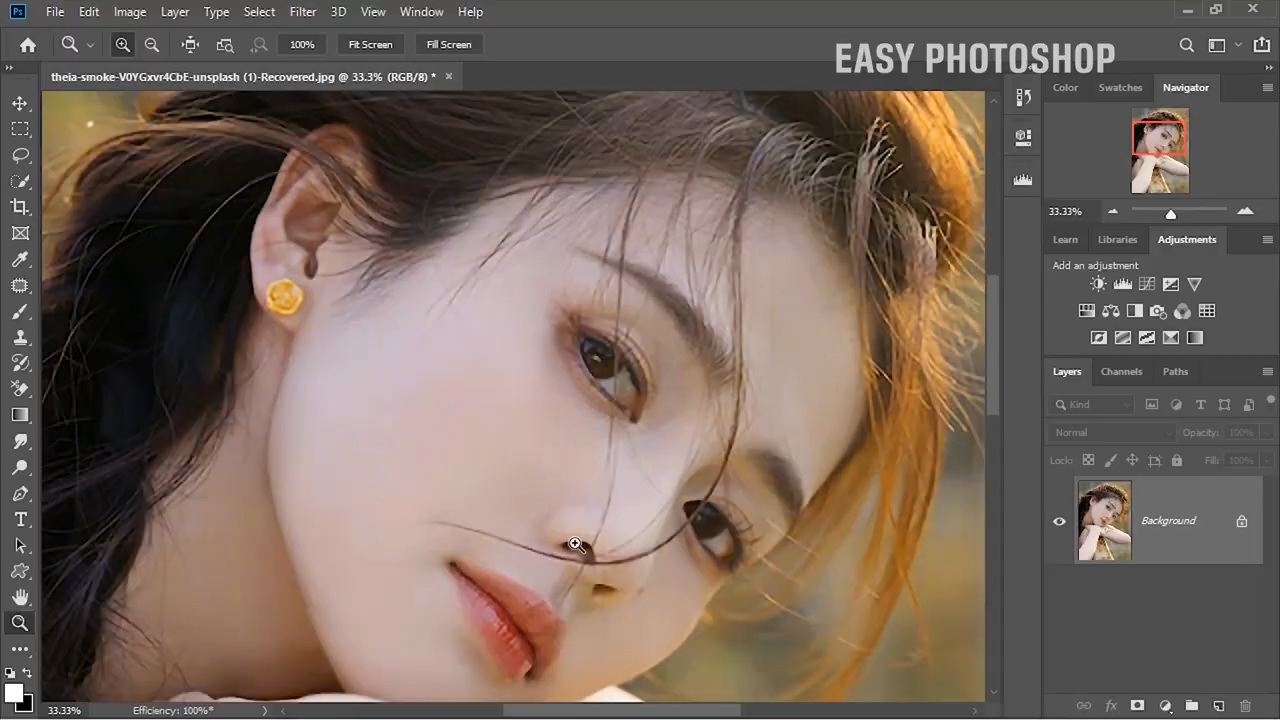 Ps File Edit Image Layer Type Select Filter 3D View Window Help
100% Fit Screen Fill Screen
EASY PHOTOSHOP
theia-smoke-V0YGxvr4CbE-unsplash (1)-Recovered.jpg @ 33.3% (RGB/8) *
Color Swatches Navigator
33.33%
Learn Libraries Adjustments
Add an adjustment
Layers Channels Paths
Kind
Normal Opacity: 100%
Lock: Fill: 100%
Background
33.33% Efficiency: 100%*